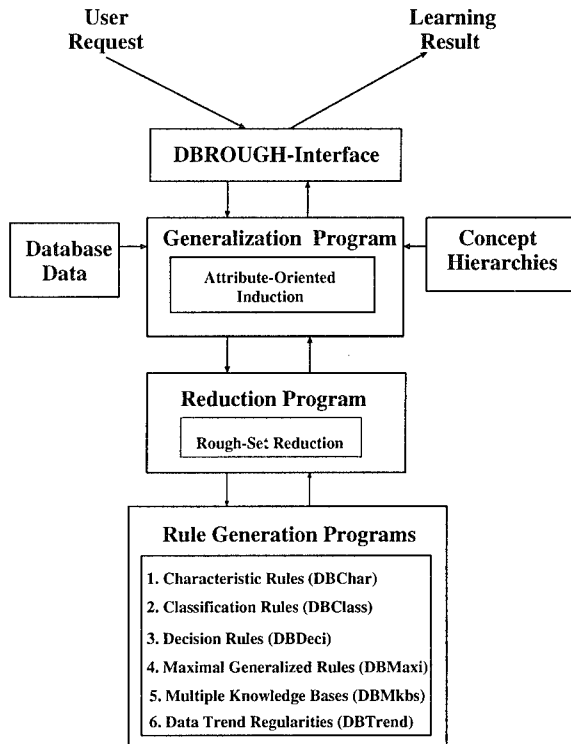 User
Request
Learning
Result
DBROUGH-Interface
Database
Data
Generalization Program
Attribute-Oriented
Induction
Concept
Hierarchies
Reduction Program
Rough-Set Reduction
Rule Generation Programs
1. Characteristic Rules (DBChar)
2. Classification Rules (DBClass)
3. Decision Rules (DBDeci)
4. Maximal Generalized Rules (DBMaxi)
5. Multiple Knowledge Bases (DBMkbs)
6. Data Trend Regularities (DBTrend)